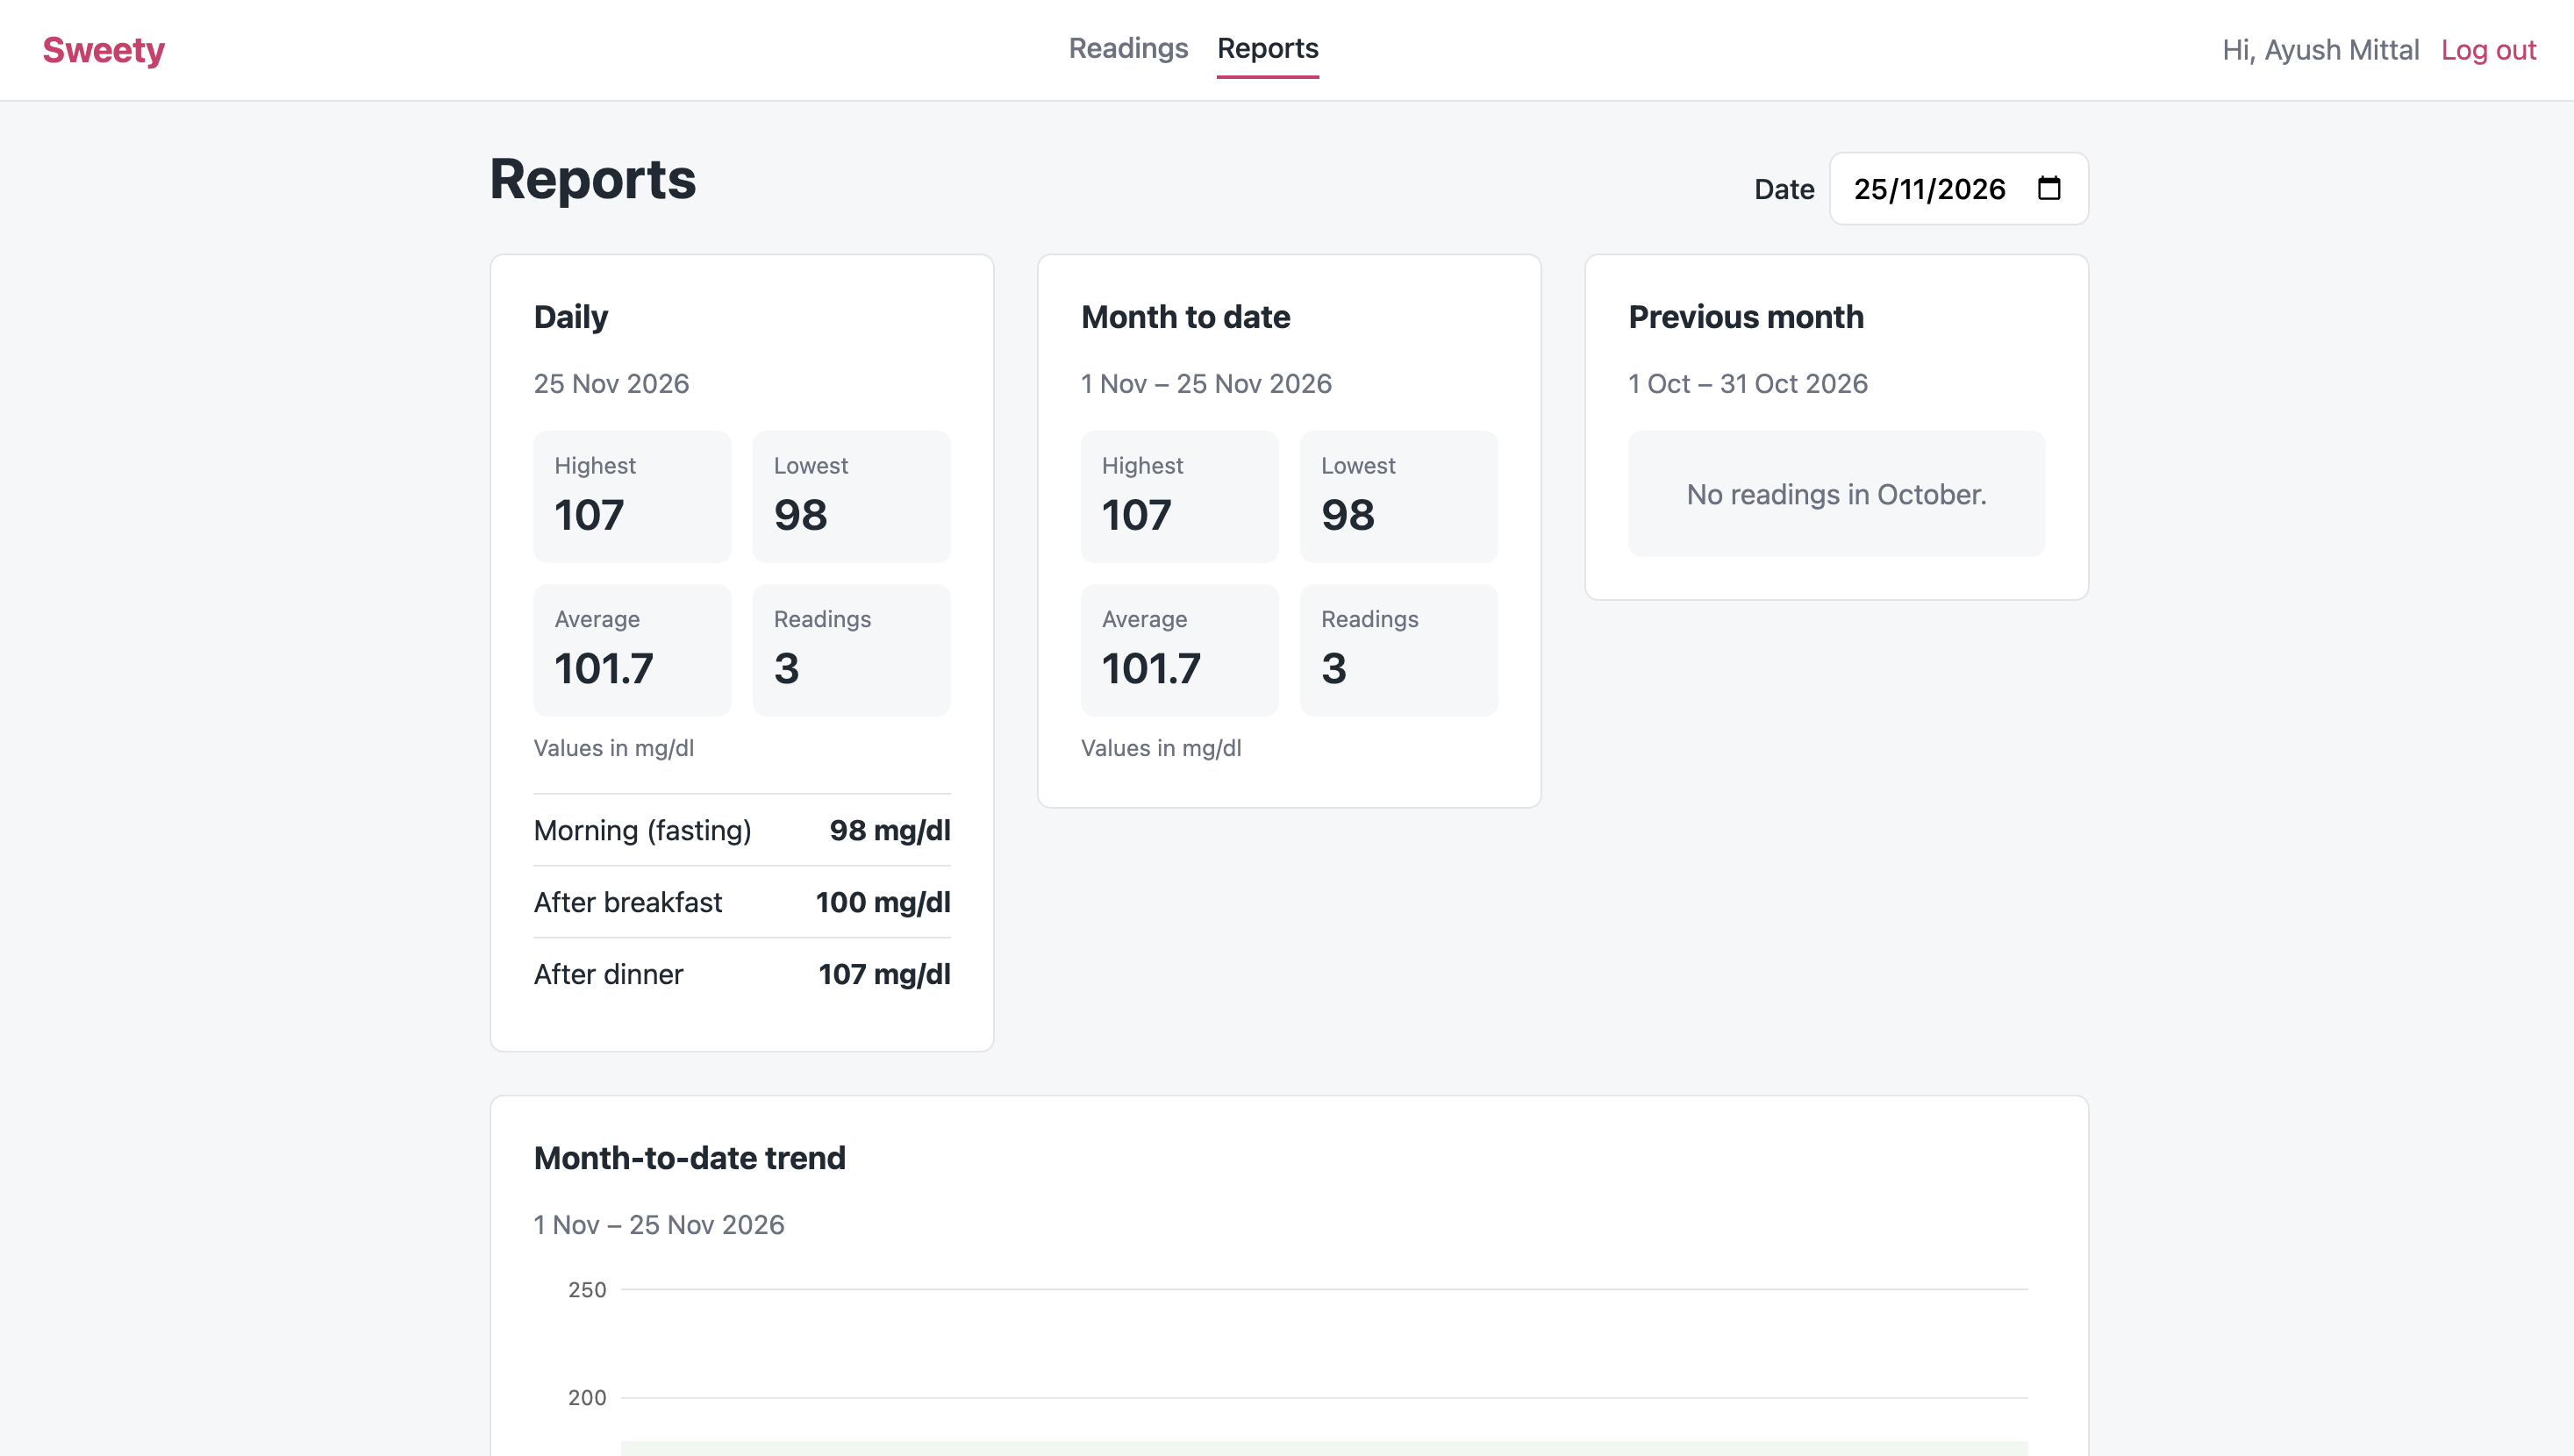 Sweety
Readings Reports
Hi, Ayush Mittal Log out
Reports
Date 25/11/2026
Daily
25 Nov 2026
Highest
107
Lowest
98
Average
101.7
Readings
3
Values in mg/dl
Morning (fasting) 98 mg/dl
After breakfast 100 mg/dl
After dinner 107 mg/dl
Month to date
1 Nov – 25 Nov 2026
Highest
107
Lowest
98
Average
101.7
Readings
3
Values in mg/dl
Previous month
1 Oct – 31 Oct 2026
No readings in October.
Month-to-date trend
1 Nov – 25 Nov 2026
250
200